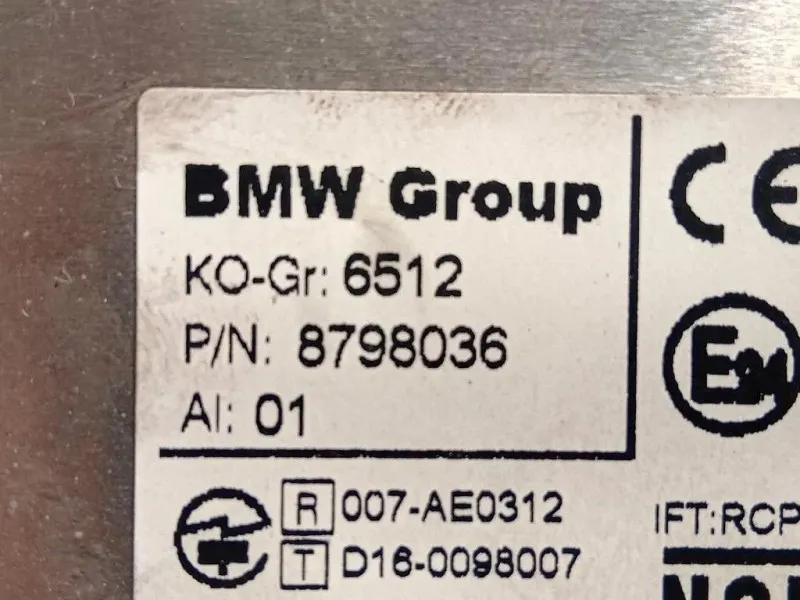 BMW Group
KO-Gr: 6512
P/N: 8798036
AI: 01
CE
E24
R 007-AE0312
T D16-0098007
IFT:RCP